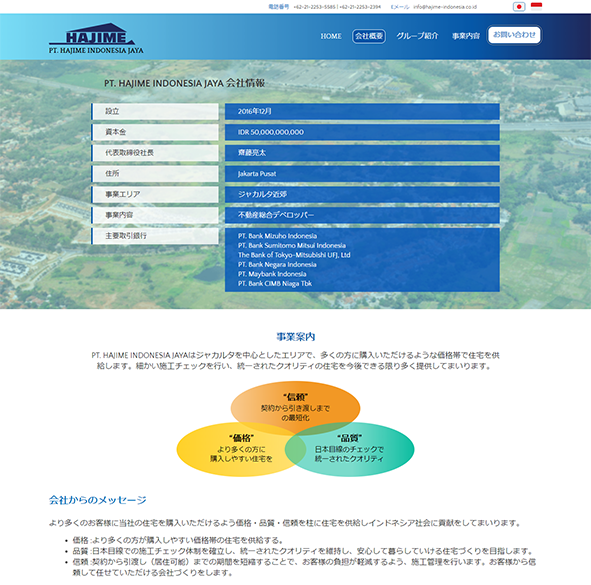 電話番号 +62-21-2253-5585 | +62-21-2253-2394 Eメール info@hajime-indonesia.co.id
HAJIME
PT. HAJIME INDONESIA JAYA
HOME 会社概要 グループ紹介 事業内容 お問い合わせ
PT. HAJIME INDONESIA JAYA 会社情報
設立 2016年12月
資本金 IDR 50,000,000,000
代表取締役社長 齊藤亮太
住所 Jakarta Pusat
事業エリア ジャカルタ近郊
事業内容 不動産総合デベロッパー
主要取引銀行 PT. Bank Mizuho Indonesia
PT. Bank Sumitomo Mitsui Indonesia
The Bank of Tokyo-Mitsubishi UFJ, Ltd
PT. Bank Negara Indonesia
PT. Maybank Indonesia
PT. Bank CIMB Niaga Tbk
事業案内
PT. HAJIME INDONESIA JAYAはジャカルタを中心としたエリアで、多くの方に購入いただけるような価格帯で住宅を供
給します。細かい施工チェックを行い、統一されたクオリティの住宅を今後できる限り多く提供してまいります。
“信頼”
契約から引き渡しまで
の最短化
“価格”
より多くの方に
購入しやすい住宅を
“品質”
日本目線のチェックで
統一されたクオリティ
会社からのメッセージ
より多くのお客様に当社の住宅を購入いただけるよう価格・品質・信頼を柱に住宅を供給しインドネシア社会に貢献をしてまいります。
• 価格 :より多くの方が購入しやすい価格帯の住宅を供給する。
• 品質 :日本目線での施工チェック体制を確立し、統一されたクオリティを維持し、安心して暮らしていける住宅づくりを目指します。
• 信頼 :契約から引渡し（居住可能）までの期間を短縮することで、お客様の負担が軽減するよう、施工管理を行います。お客様から信
頼して任せていただける会社づくりをします。